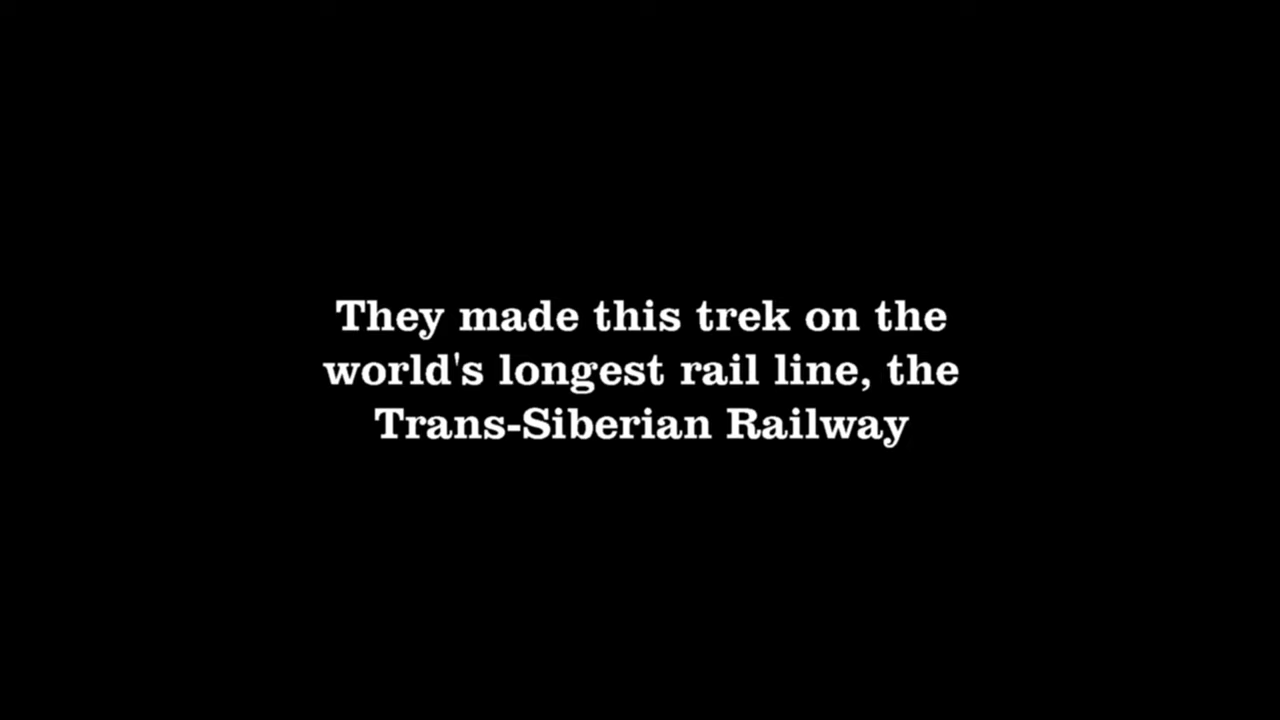 They made this trek on the
world's longest rail line, the
Trans-Siberian Railway